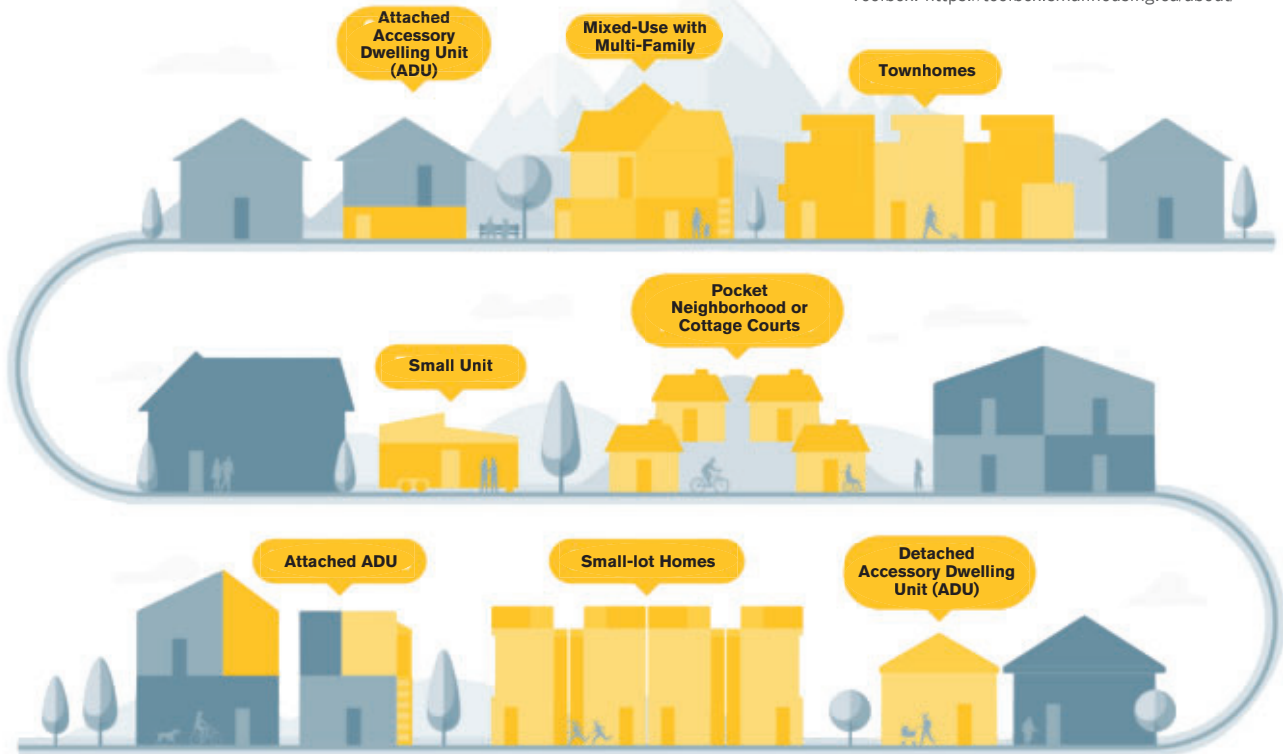 Attached
Accessory
Dwelling Unit
(ADU)
Mixed-Use with
Multi-Family
Townhomes
Pocket
Neighborhood or
Cottage Courts
Small Unit
Attached ADU
Small-lot Homes
Detached
Accessory Dwelling
Unit (ADU)